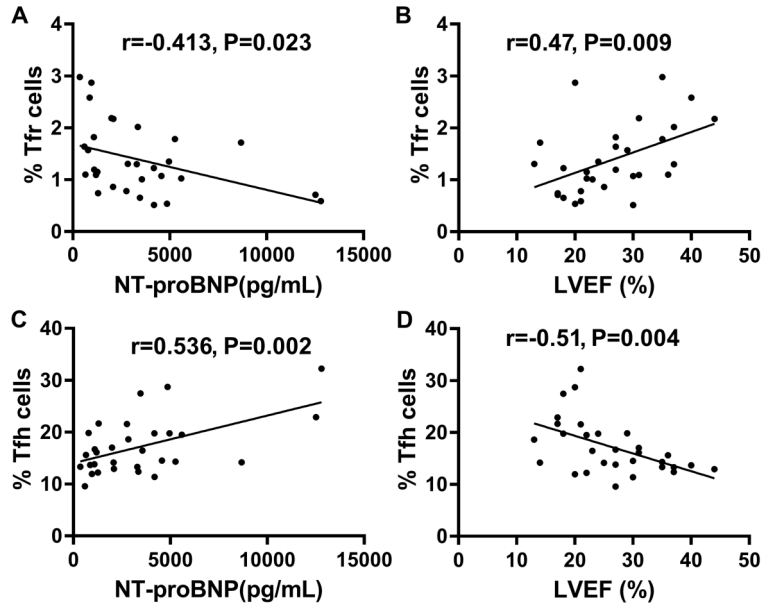 A
r=-0.413, P=0.023
% Tfr cells
4
3
2
1
0
0
5000
10000
15000
NT-proBNP(pg/mL)
B
r=0.47, P=0.009
% Tfr cells
4
3
2
1
0
0
10
20
30
40
50
LVEF (%)
C
r=0.536, P=0.002
% Tfh cells
40
30
20
10
0
0
5000
10000
15000
NT-proBNP(pg/mL)
D
r=-0.51, P=0.004
% Tfh cells
40
30
20
10
0
0
10
20
30
40
50
LVEF (%)